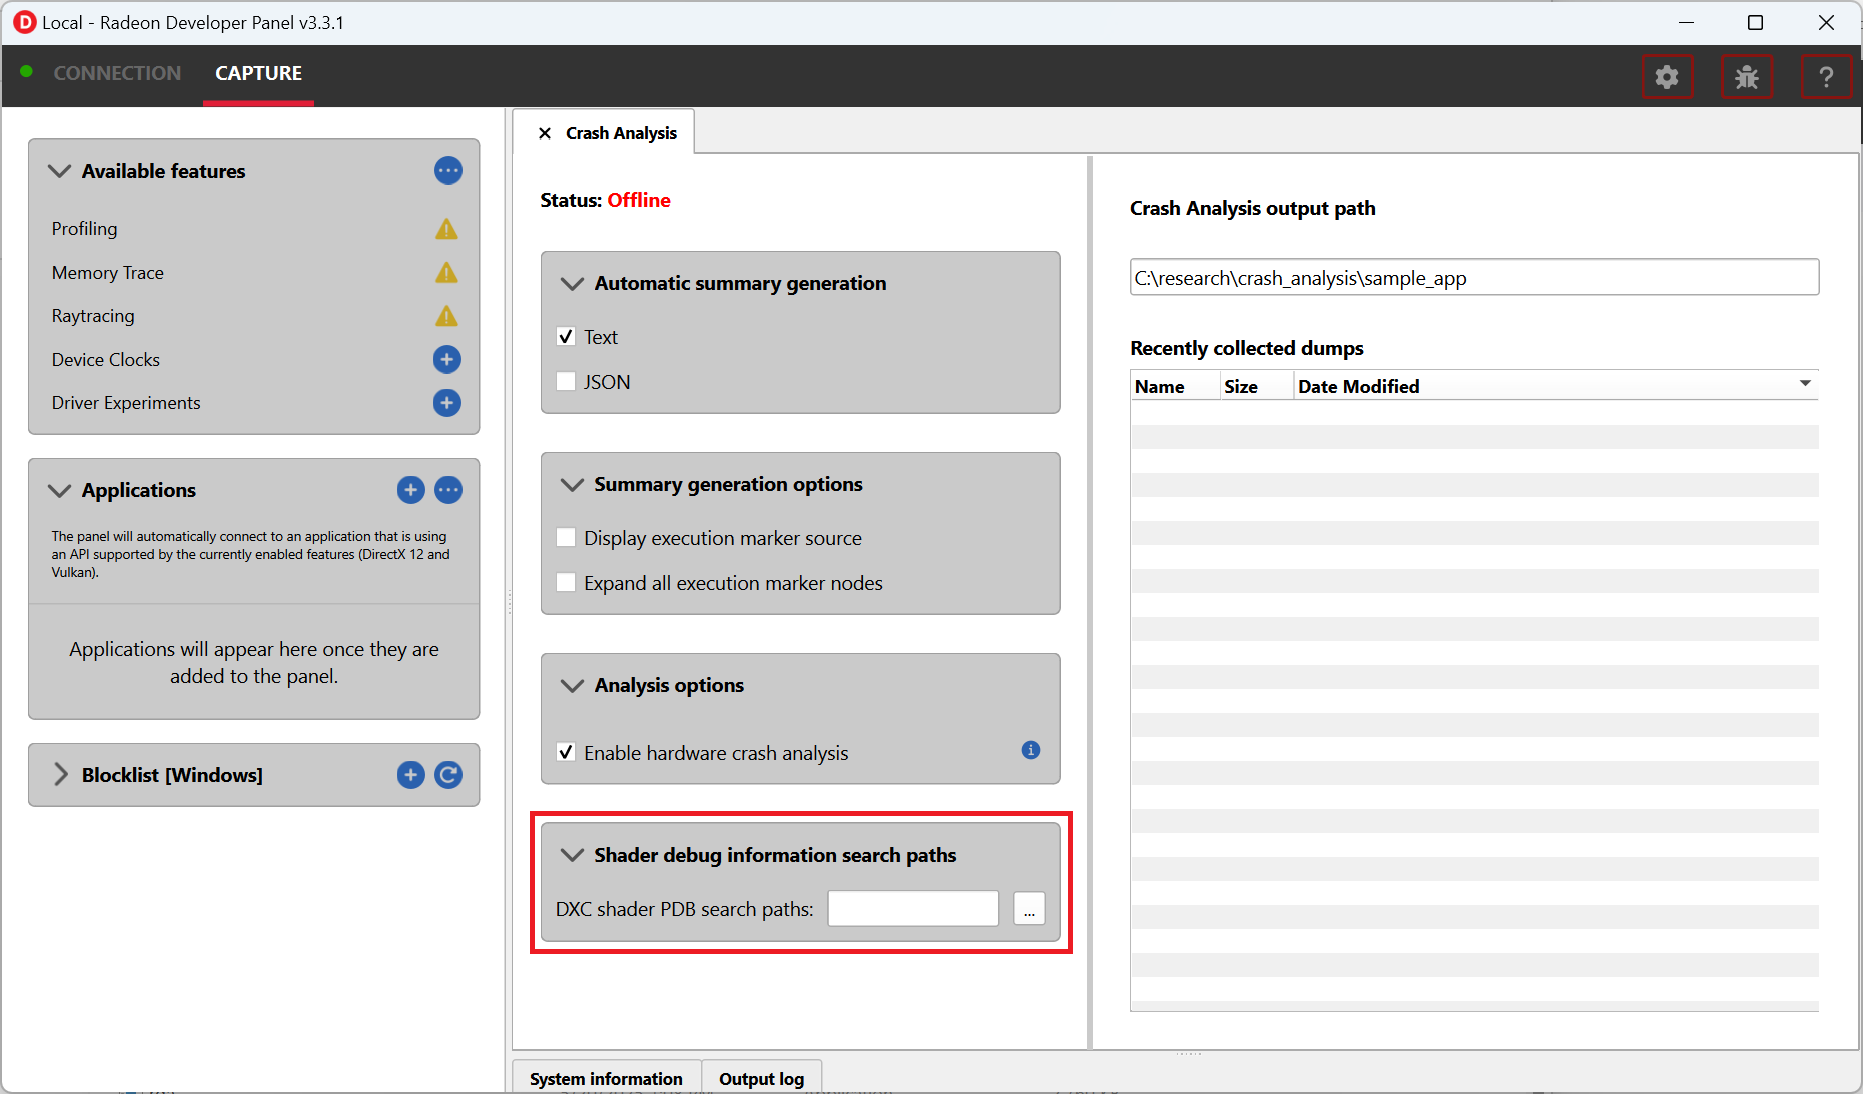 Local - Radeon Developer Panel v3.3.1
CONNECTION
CAPTURE
?
Available features
Profiling
Memory Trace
Raytracing
Device Clocks
Driver Experiments
Applications
The panel will automatically connect to an application that is using
an API supported by the currently enabled features (DirectX 12 and
Vulkan).
Applications will appear here once they are
added to the panel.
Blocklist [Windows]
Crash Analysis
Status: Offline
Automatic summary generation
Text
JSON
Summary generation options
Display execution marker source
Expand all execution marker nodes
Analysis options
Enable hardware crash analysis
Shader debug information search paths
DXC shader PDB search paths:
...
Crash Analysis output path
C:\research\crash_analysis\sample_app
Recently collected dumps
Name Size Date Modified
System information
Output log